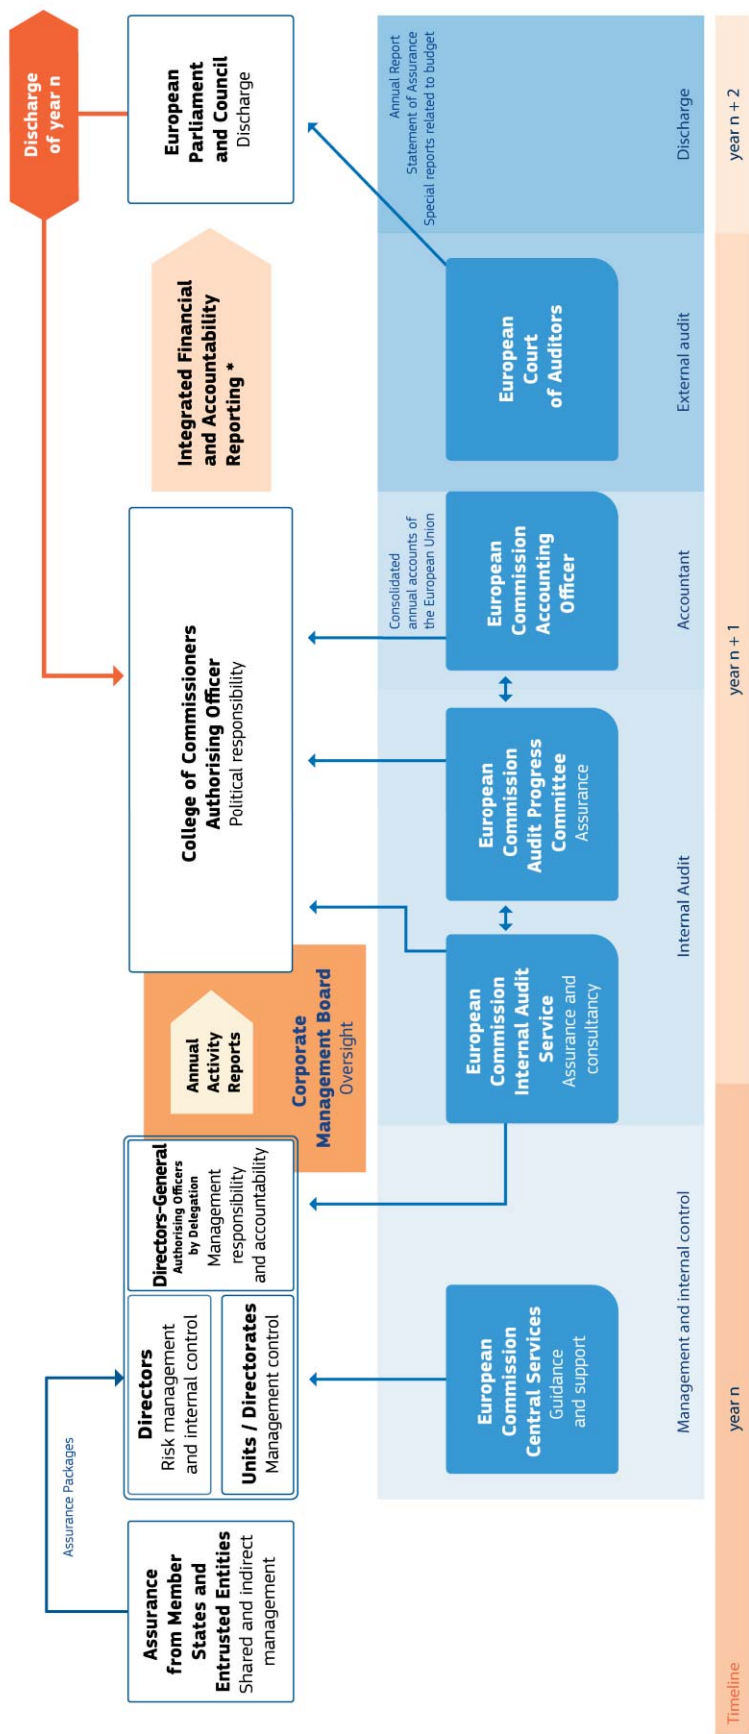 Assurance Packages
Assurance
from Member
States and
Entrusted Entities
Shared and indirect
management
Directors
Risk management
and internal control
Units / Directorates
Management control
Directors-General
Authorising Officers
by Delegation
Management
responsibility
and accountability
Annual
Activity
Reports
Corporate
Management Board
Oversight
College of Commissioners
Authorising Officer
Political responsibility
Integrated Financial
and Accountability
Reporting *
European
Parliament
and Council
Discharge
Discharge
of year n
European
Commission
Central Services
Guidance
and support
European
Commission
Internal Audit
Service
Assurance and
consultancy
European
Commission
Audit Progress
Committee
Assurance
Consolidated
annual accounts of
the European Union
European
Commission
Accounting
Officer
European
Court
of Auditors
Annual Report
Statement of Assurance
Special reports related to budget
Management and internal control
Internal Audit
Accountant
External audit
Discharge
Timeline
year n
year n + 1
year n + 2